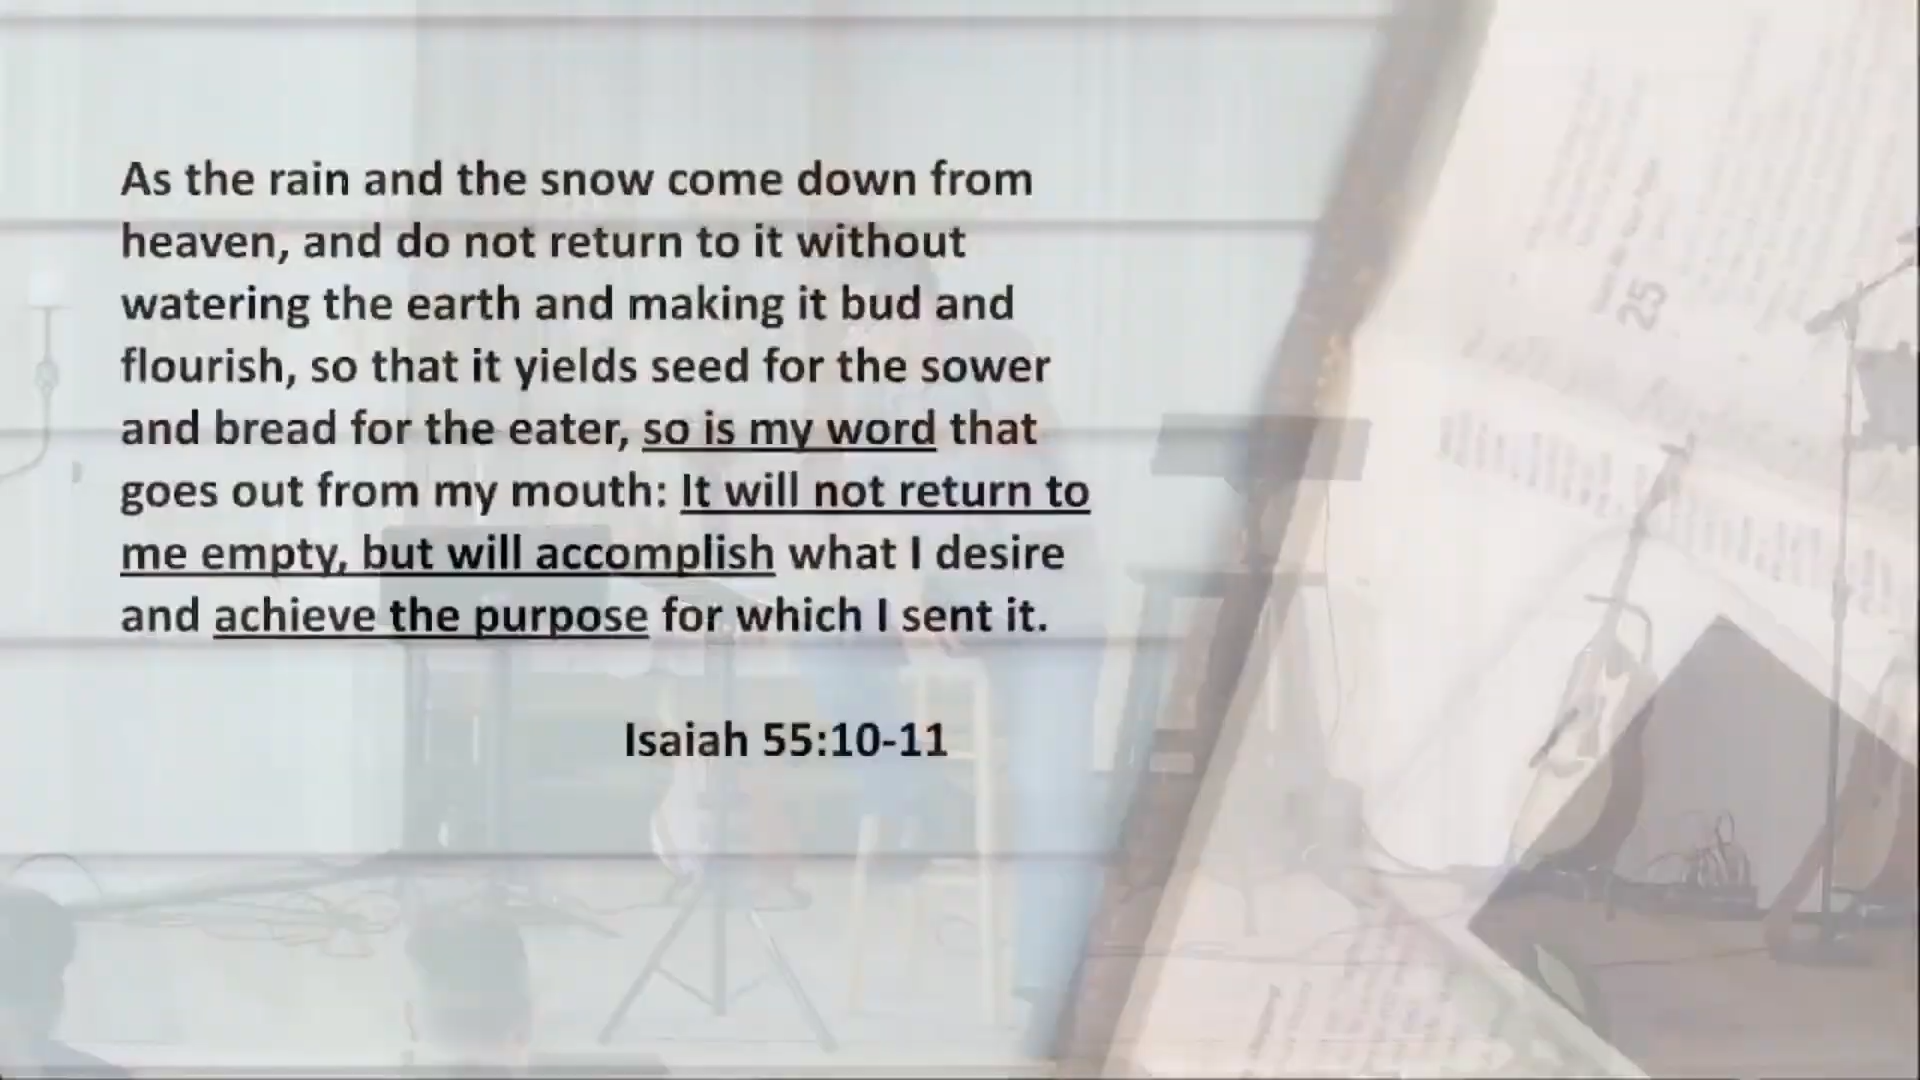 As the rain and the snow come down from
heaven, and do not return to it without
watering the earth and making it bud and
flourish, so that it yields seed for the sower
and bread for the eater, so is my word that
goes out from my mouth: It will not return to
me empty, but will accomplish what I desire
and achieve the purpose for which I sent it.
Isaiah 55:10-11
25